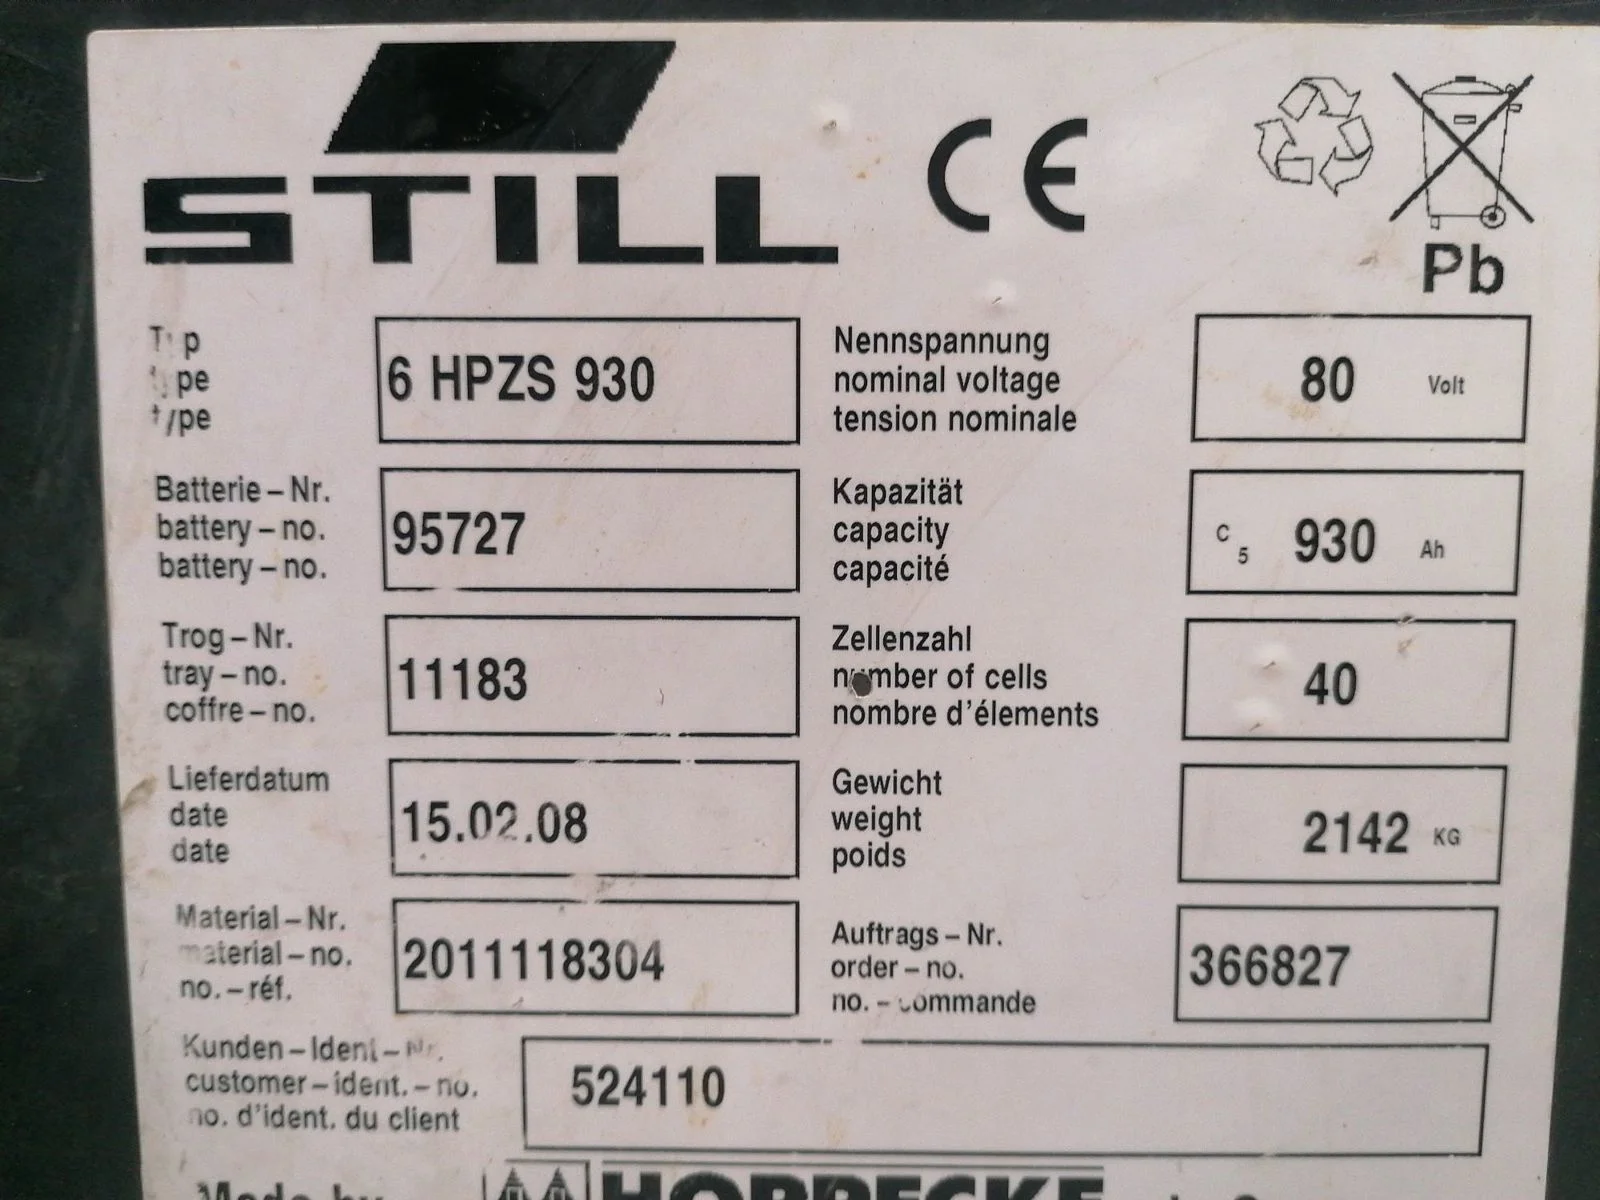 STILL
CE
Pb
Typ
type
type
6 HPZS 930
Nennspannung
nominal voltage
tension nominale
80 Volt
Batterie-Nr.
battery-no.
battery-no.
95727
Kapazität
capacity
capacité
C5 930 Ah
Trog-Nr.
tray-no.
coffre-no.
11183
Zellenzahl
number of cells
nombre d'élements
40
Lieferdatum
date
date
15.02.08
Gewicht
weight
poids
2142 KG
Material-Nr.
material-no.
no.-réf.
2011118304
Auftrags-Nr.
order-no.
no.-commande
366827
Kunden-Ident-Nr.
customer-ident.-no.
no. d'ident. du client
524110
Made by HOPPECKE